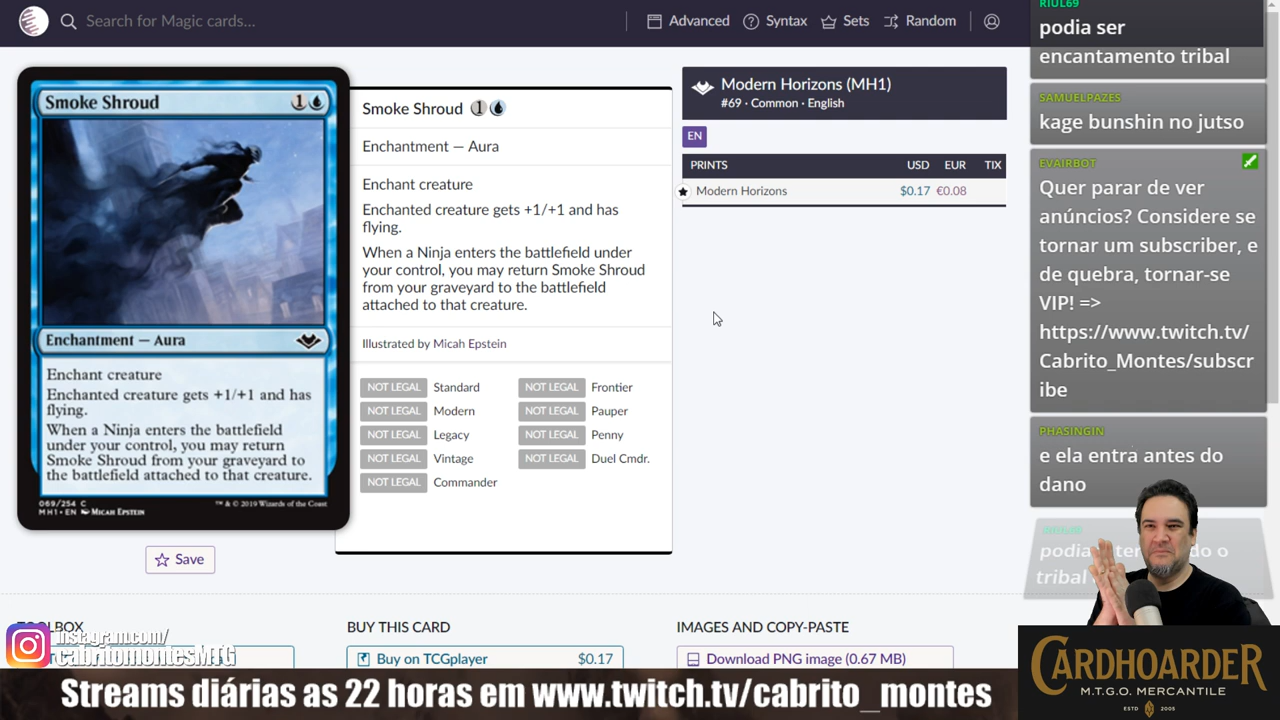 Search for Magic cards...
Advanced
Syntax
Sets
Random
Smoke Shroud 1
Enchantment — Aura
Enchant creature
Enchanted creature gets +1/+1 and has
flying.
When a Ninja enters the battlefield
under your control, you may return
Smoke Shroud from your graveyard to
the battlefield attached to that creature.
069/254 C
MH1 • EN MICAH EPSTEIN
™ & © 2019 Wizards of the Coast
Save
Smoke Shroud 1
Enchantment — Aura
Enchant creature
Enchanted creature gets +1/+1 and has
flying.
When a Ninja enters the battlefield under
your control, you may return Smoke Shroud
from your graveyard to the battlefield
attached to that creature.
Illustrated by Micah Epstein
NOT LEGAL Standard NOT LEGAL Frontier
NOT LEGAL Modern NOT LEGAL Pauper
NOT LEGAL Legacy NOT LEGAL Penny
NOT LEGAL Vintage NOT LEGAL Duel Cmdr.
NOT LEGAL Commander
Modern Horizons (MH1)
#69 • Common • English
EN
PRINTS USD EUR TIX
Modern Horizons $0.17 €0.08
RIUL69
podia ser
encantamento tribal
SAMUELPAZES
kage bunshin no jutso
EVAIRBOT
Quer parar de ver
anúncios? Considere se
tornar um subscriber, e
de quebra, tornar-se
VIP! =>
https://www.twitch.tv/
Cabrito_Montes/subscr
ibe
PHASINGIN
e ela entra antes do
dano
podia o
tribal
TOOLBOX
BUY THIS CARD
Buy on TCGplayer $0.17
IMAGES AND COPY-PASTE
Download PNG image (0.67 MB)
instagram.com/
cabritomontesMTG
Streams diárias as 22 horas em www.twitch.tv/cabrito_montes
CARDHOARDER
M.T.G.O. MERCANTILE
ESTD 2005